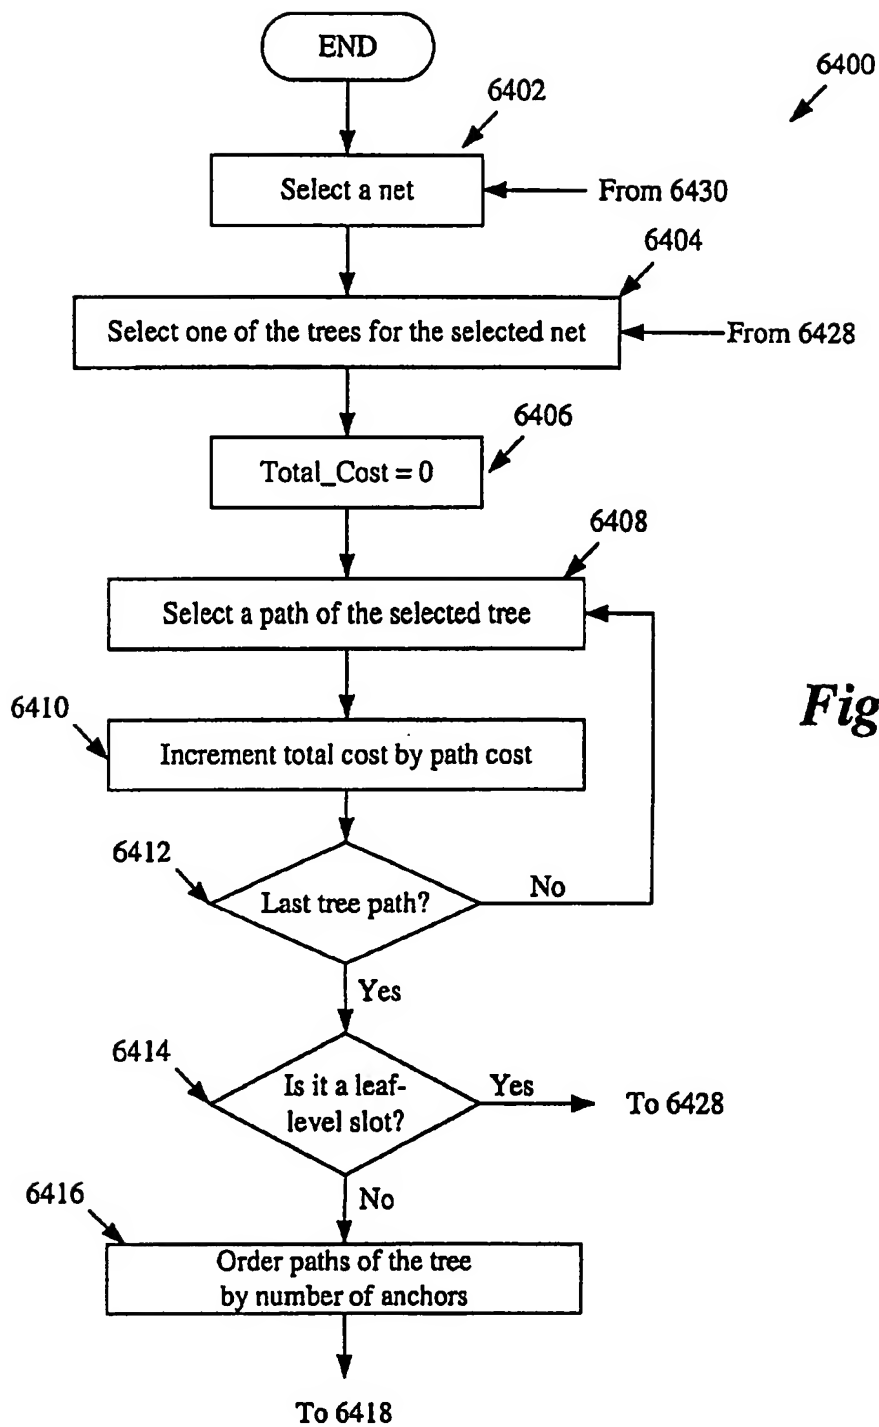 END
6400
6402
Select a net
From 6430
6404
Select one of the trees for the selected net
From 6428
6406
Total_Cost = 0
6408
Select a path of the selected tree
Fig
6410
Increment total cost by path cost
6412
Last tree path?
No
Yes
6414
Is it a leaf-
level slot?
Yes
To 6428
No
6416
Order paths of the tree
by number of anchors
To 6418